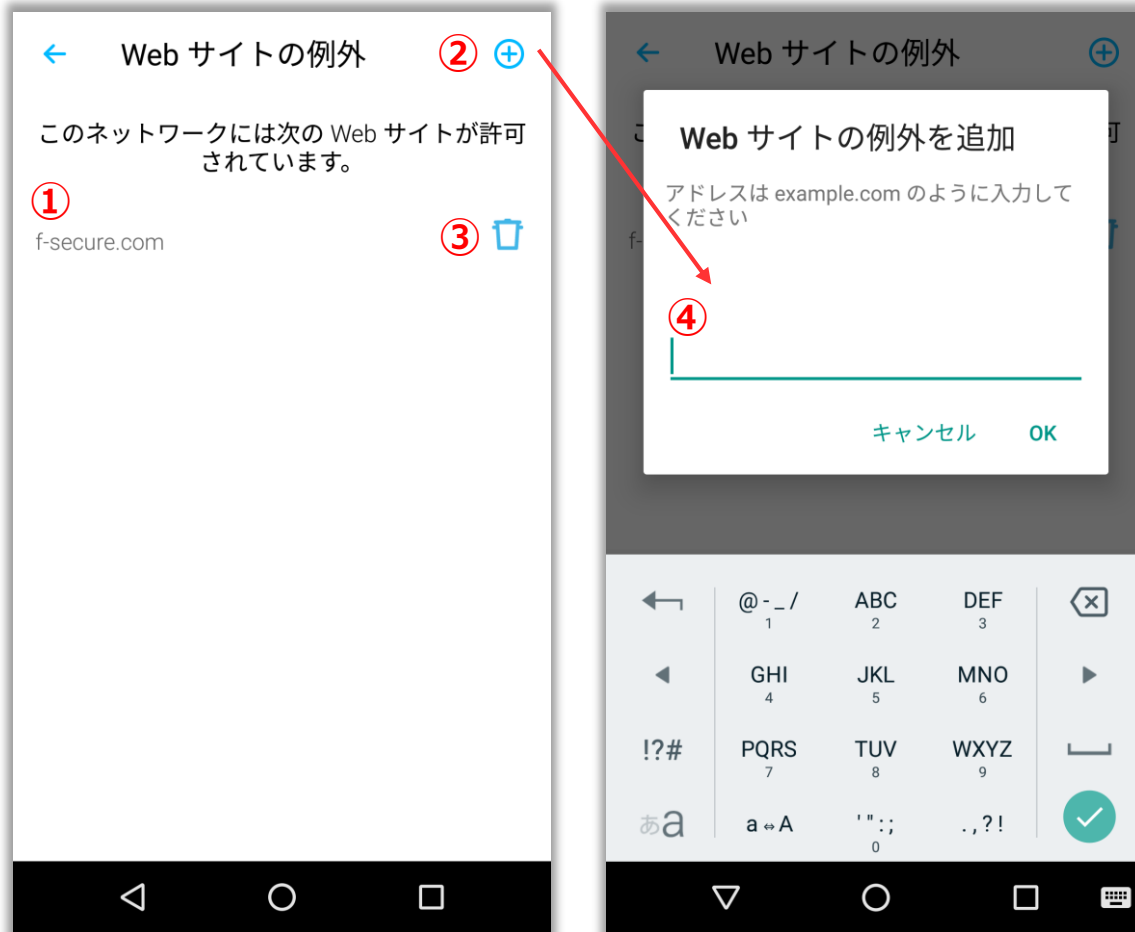 Web サイトの例外
②
このネットワークには次の Web サイトが許可
されています。
①
f-secure.com
③
Web サイトの例外
こ
可
f-
Web サイトの例外を追加
アドレスは example.com のように入力して
ください
④
キャンセル
OK
@ - _ /
1
ABC
2
DEF
3
GHI
4
JKL
5
MNO
6
!?#
PQRS
7
TUV
8
WXYZ
9
あa
a⇔A
' " : ;
0
. , ? !